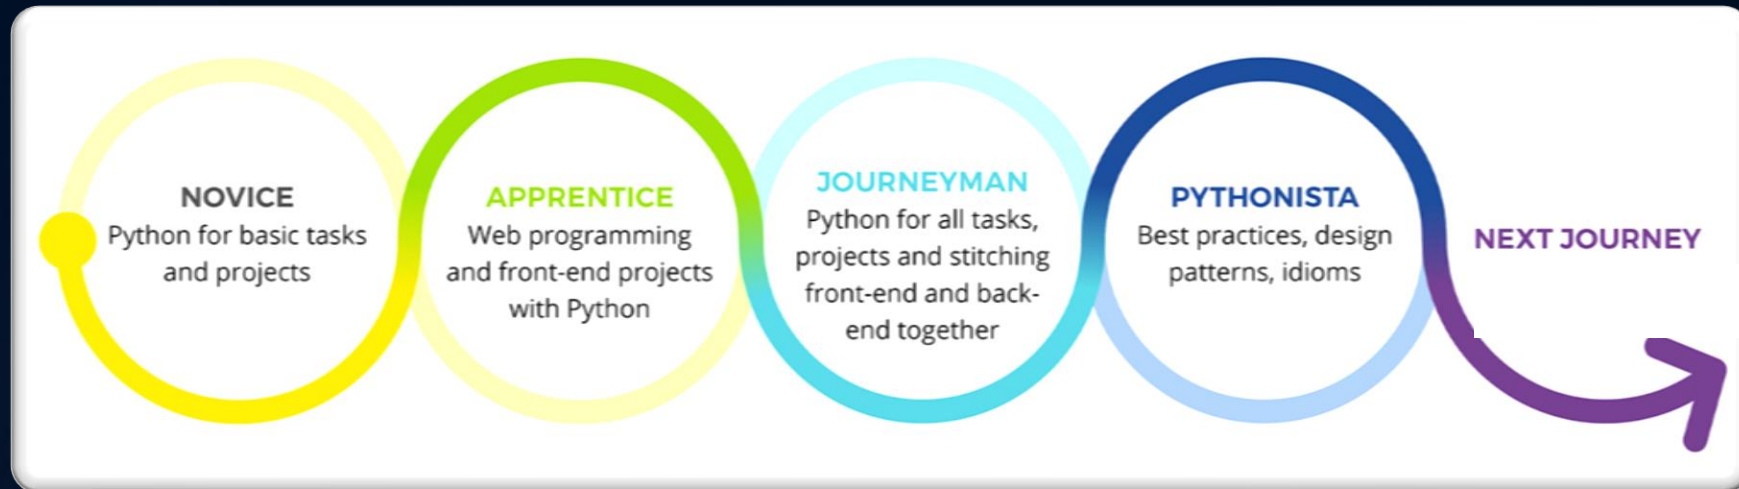 NOVICE
Python for basic tasks
and projects
APPRENTICE
Web programming
and front-end projects
with Python
JOURNEYMAN
Python for all tasks,
projects and stitching
front-end and back-
end together
PYTHONISTA
Best practices, design
patterns, idioms
NEXT JOURNEY